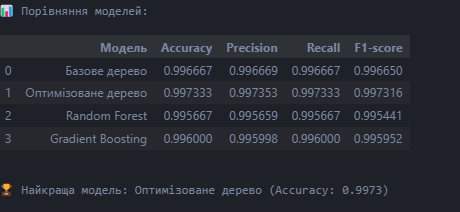 📊 Порівняння моделей:
Модель Accuracy Precision Recall F1-score
0 Базове дерево 0.996667 0.996669 0.996667 0.996650
1 Оптимізоване дерево 0.997333 0.997353 0.997333 0.997316
2 Random Forest 0.995667 0.995659 0.995667 0.995441
3 Gradient Boosting 0.996000 0.995998 0.996000 0.995952
🏆 Найкраща модель: Оптимізоване дерево (Accuracy: 0.9973)